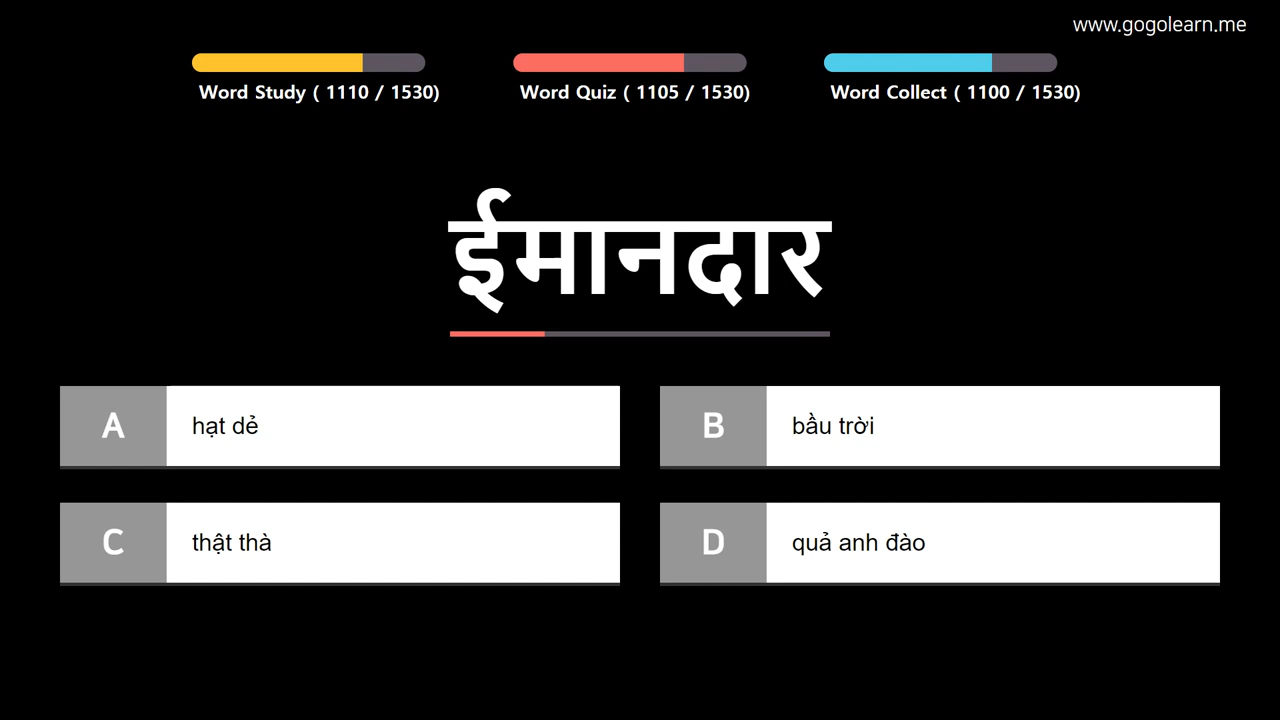 www.gogolearn.me
Word Study ( 1110 / 1530)
Word Quiz ( 1105 / 1530)
Word Collect ( 1100 / 1530)
ईमानदार
A hạt dẻ
B bầu trời
C thật thà
D quả anh đào